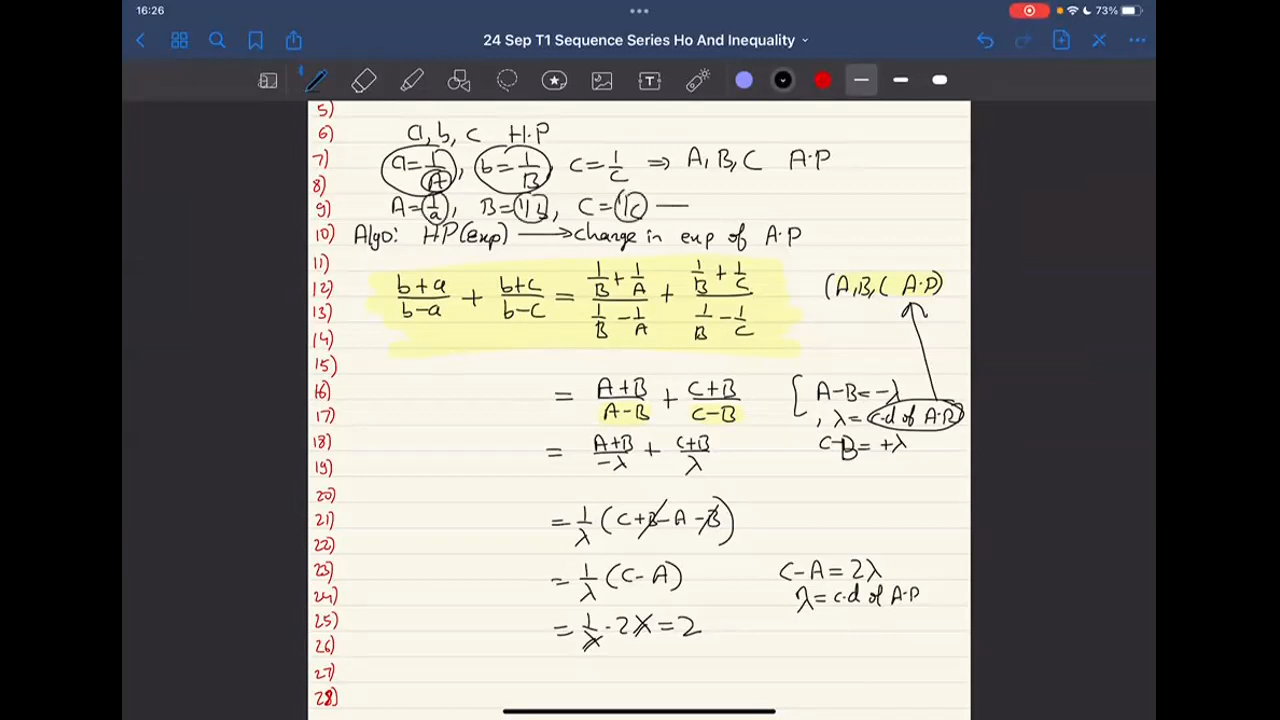 16:26
73%
24 Sep T1 Sequence Series Ho And Inequality
5)
6) a, b, c H.P
7) a = 1/A, b = 1/B, c = 1/C ⇒ A, B, C A.P
8)
9) A = 1/a, B = 1/b, C = 1/c —
10) Algo: HP(exp) → change in exp of A.P
11)
12) (b+a)/(b-a) + (b+c)/(b-c) = (1/B + 1/A)/(1/B - 1/A) + (1/B + 1/C)/(1/B - 1/C) (A, B, C A.P)
13)
14)
15)
16) = (A+B)/(A-B) + (C+B)/(C-B) [ A-B = -λ
17) , λ = c.d of A.P
18) = (A+B)/-λ + (C+B)/λ C-B = +λ
19)
20)
21) = 1/λ (C+B-A-B)
22)
23) = 1/λ (C-A) C-A = 2λ
24) λ = c.d of A.P
25) = 1/λ . 2λ = 2
26)
27)
28)